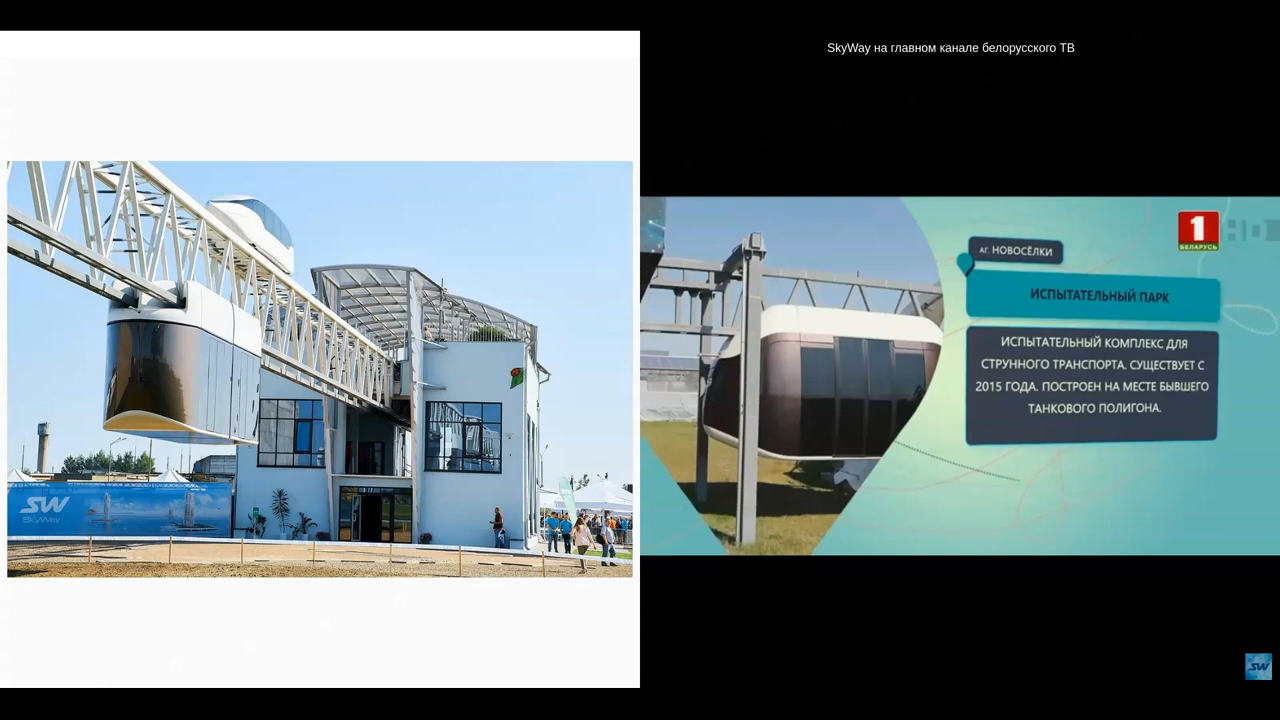 SW
SkyWay
SkyWay на главном канале белорусского ТВ
1
БЕЛАРУСЬ
HD
АГ. НОВОСЁЛКИ
ИСПЫТАТЕЛЬНЫЙ ПАРК
ИСПЫТАТЕЛЬНЫЙ КОМПЛЕКС ДЛЯ
СТРУННОГО ТРАНСПОРТА. СУЩЕСТВУЕТ С
2015 ГОДА. ПОСТРОЕН НА МЕСТЕ БЫВШЕГО
ТАНКОВОГО ПОЛИГОНА.
SW